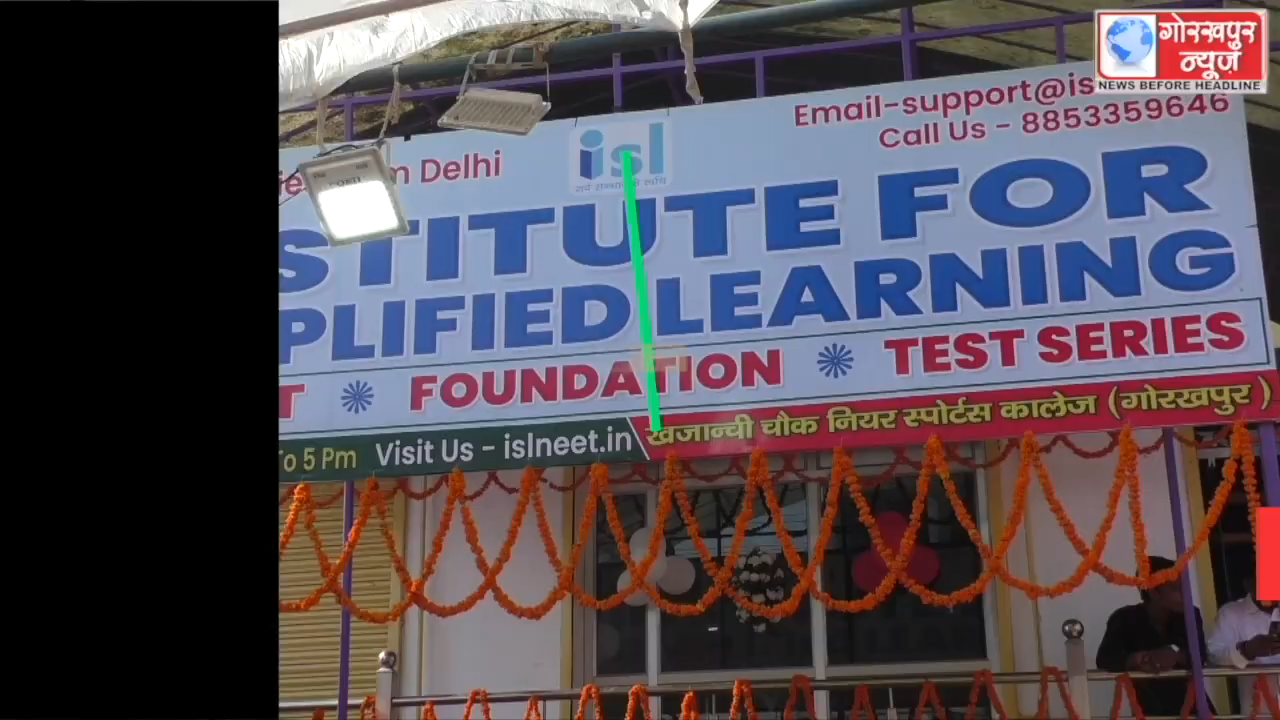 गोरखपुर
न्यूज़
NEWS BEFORE HEADLINE
Email-support@is
Call Us - 8853359646
Delhi
isl
STITUTE FOR
PLIFIED LEARNING
T FOUNDATION TEST SERIES
To 5 Pm Visit Us - islneet.in खजान्ची चौक नियर स्पोर्टस कालेज (गोरखपुर)